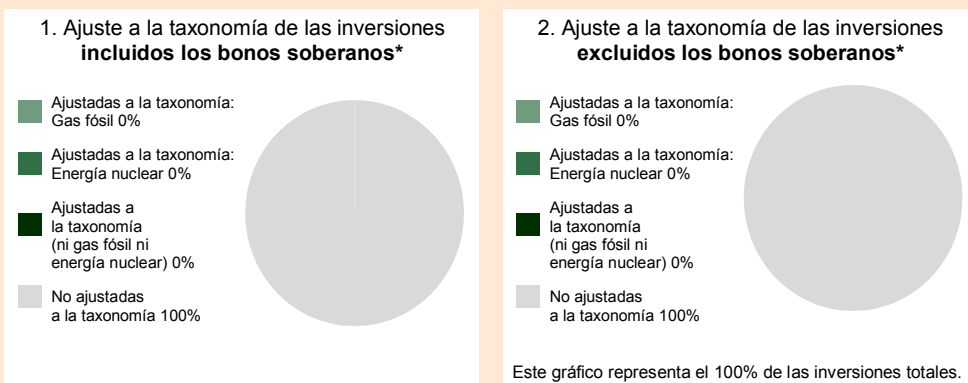 1. Ajuste a la taxonomía de las inversiones
incluidos los bonos soberanos*
Ajustadas a la taxonomía:
Gas fósil 0%
Ajustadas a la taxonomía:
Energía nuclear 0%
Ajustadas a
la taxonomía
(ni gas fósil ni
energía nuclear) 0%
No ajustadas
a la taxonomía 100%
2. Ajuste a la taxonomía de las inversiones
excluidos los bonos soberanos*
Ajustadas a la taxonomía:
Gas fósil 0%
Ajustadas a la taxonomía:
Energía nuclear 0%
Ajustadas a
la taxonomía
(ni gas fósil ni
energía nuclear) 0%
No ajustadas
a la taxonomía 100%
Este gráfico representa el 100% de las inversiones totales.